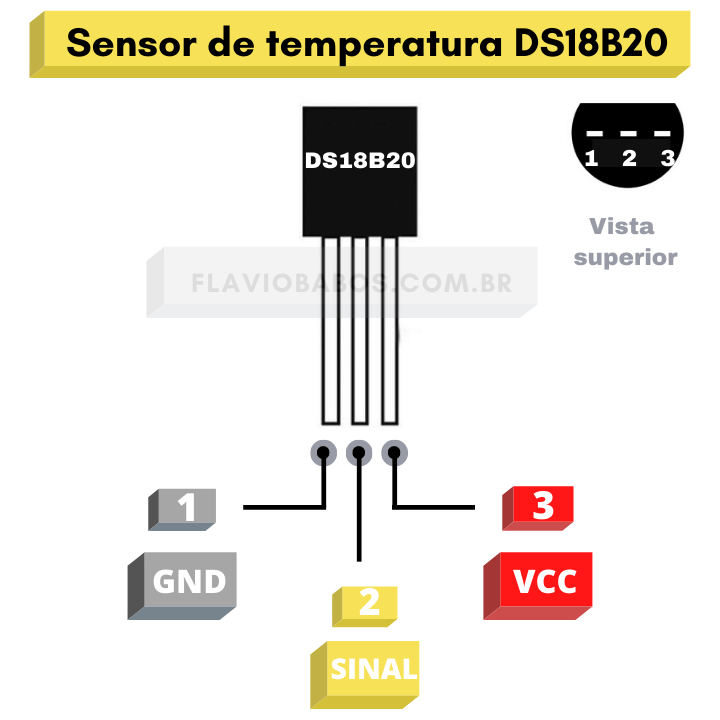 Sensor de temperatura DS18B20
DS18B20
1 2 3
Vista
superior
FLAVIOBABOS.COM.BR
1
GND
2
SINAL
3
VCC